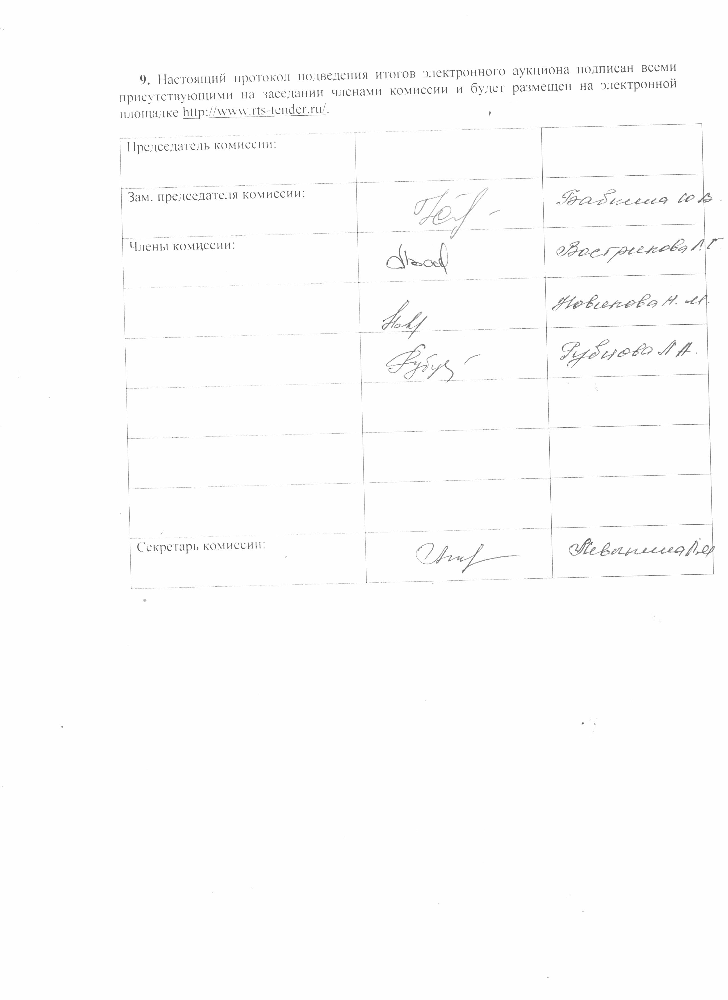 9. Настоящий протокол подведения итогов электронного аукциона подписан всеми
присутствующими на заседании членами комиссии и будет размещен на электронной
площадке http://www.rts-tender.ru/.
Председатель комиссии:
Зам. председателя комиссии: Бабкина Ю В
Члены комиссии: Вострикова Л.Г.
Новикова Н. М.
Рубцова Л А.
Секретарь комиссии: